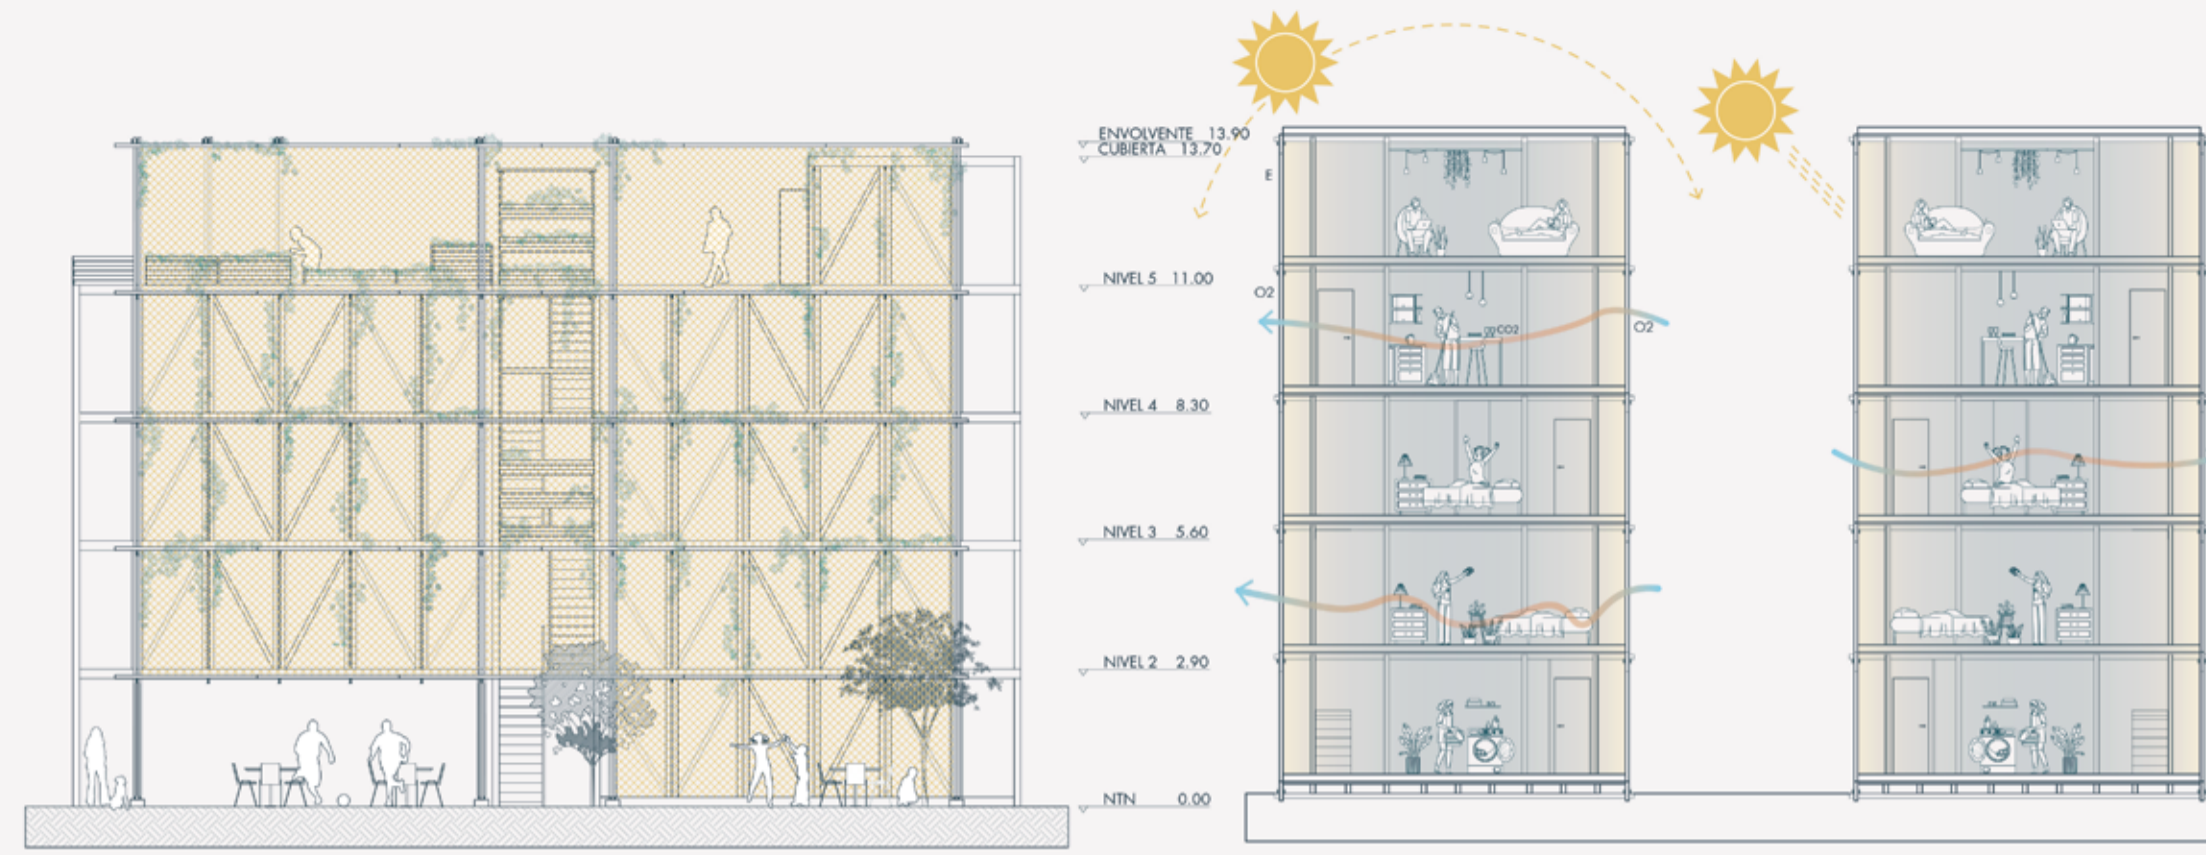 ENVOLVENTE 13.90
CUBIERTA 13.70
E
NIVEL 5 11.00
O2
CO2
O2
NIVEL 4 8.30
NIVEL 3 5.60
NIVEL 2 2.90
NTN 0.00